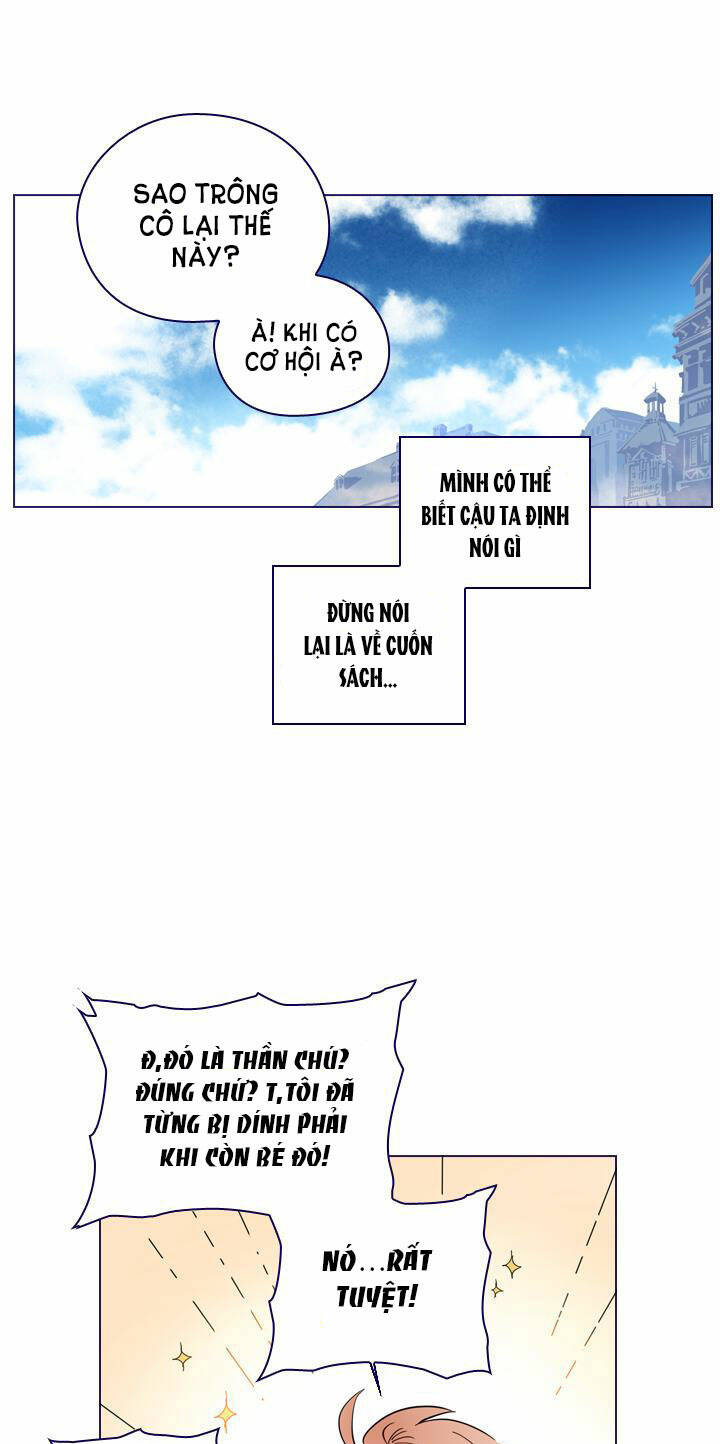 SAO TRÔNG
CÔ LẠI THẾ
NÀY?
À! KHI CÓ
CƠ HỘI À?
MÌNH CÓ THỂ
BIẾT CẬU TA ĐỊNH
NÓI GÌ
ĐỪNG NÓI
LẠI LÀ VỀ CUỐN
SÁCH...
Đ,ĐÓ LÀ THẦN CHÚ?
ĐÚNG CHỨ? T,TÔI ĐÃ
TỪNG BỊ DÍNH PHẢI
KHI CÒN BÉ ĐÓ!
NÓ...RẤT
TUYỆT!